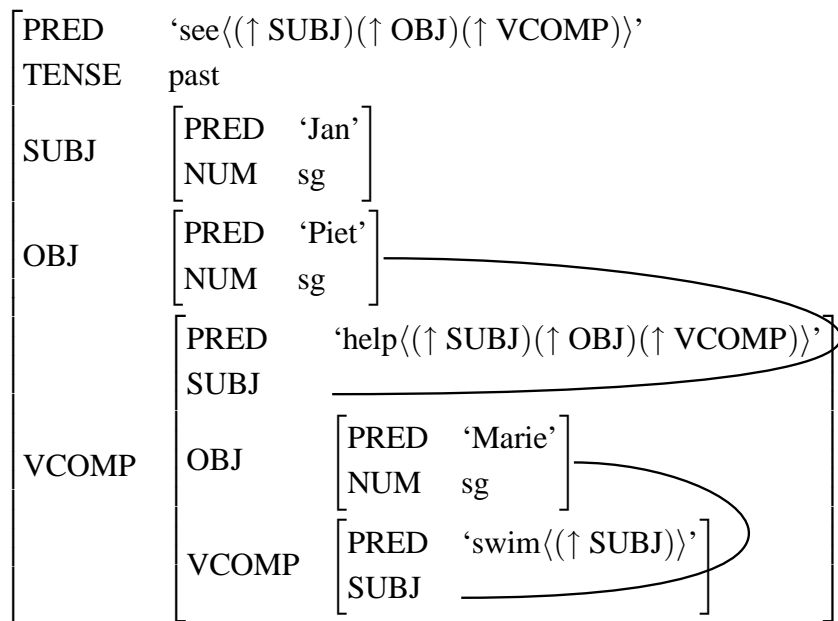 PRED ‘see⟨(↑ SUBJ)(↑ OBJ)(↑ VCOMP)⟩’
TENSE past
SUBJ
PRED ‘Jan’
NUM sg
OBJ
PRED ‘Piet’
NUM sg
VCOMP
PRED ‘help⟨(↑ SUBJ)(↑ OBJ)(↑ VCOMP)⟩’
SUBJ
OBJ
PRED ‘Marie’
NUM sg
VCOMP
PRED ‘swim⟨(↑ SUBJ)⟩’
SUBJ